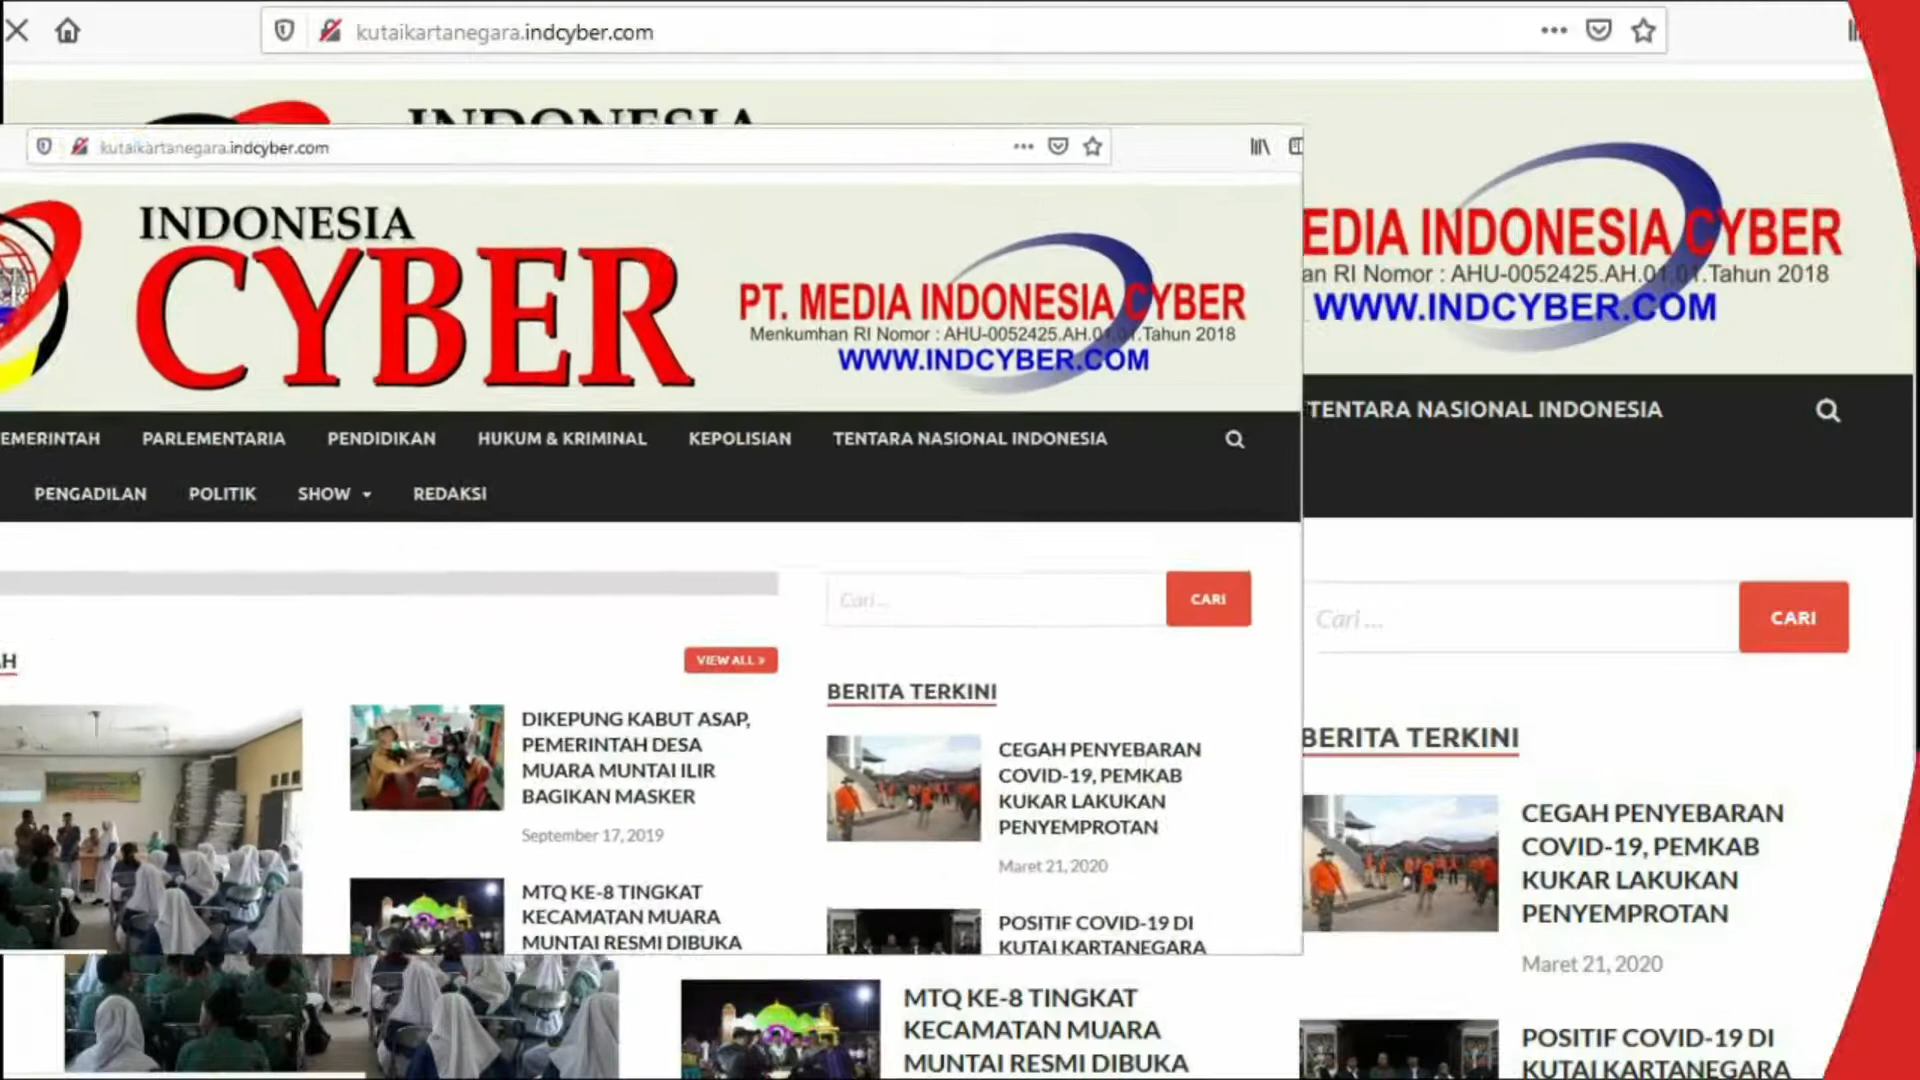 kutaikartanegara.indcyber.com
INDONESIA
kutaikartanegara.indcyber.com
INDONESIA
CYBER
PT. MEDIA INDONESIA CYBER
Menkumhan RI Nomor : AHU-0052425.AH.01.01.Tahun 2018
WWW.INDCYBER.COM
EMERINTAH PARLEMENTARIA PENDIDIKAN HUKUM & KRIMINAL KEPOLISIAN TENTARA NASIONAL INDONESIA
PENGADILAN POLITIK SHOW REDAKSI
Cari ...
CARI
AH
VIEW ALL »
DIKEPUNG KABUT ASAP,
PEMERINTAH DESA
MUARA MUNTAI ILIR
BAGIKAN MASKER
September 17, 2019
MTQ KE-8 TINGKAT
KECAMATAN MUARA
MUNTAI RESMI DIBUKA
BERITA TERKINI
CEGAH PENYEBARAN
COVID-19, PEMKAB
KUKAR LAKUKAN
PENYEMPROTAN
Maret 21, 2020
POSITIF COVID-19 DI
KUTAI KARTANEGARA
EDIA INDONESIA CYBER
an RI Nomor : AHU-0052425.AH.01.01.Tahun 2018
WWW.INDCYBER.COM
TENTARA NASIONAL INDONESIA
Cari ...
CARI
BERITA TERKINI
CEGAH PENYEBARAN
COVID-19, PEMKAB
KUKAR LAKUKAN
PENYEMPROTAN
Maret 21, 2020
POSITIF COVID-19 DI
KUTAI KARTANEGARA
MTQ KE-8 TINGKAT
KECAMATAN MUARA
MUNTAI RESMI DIBUKA